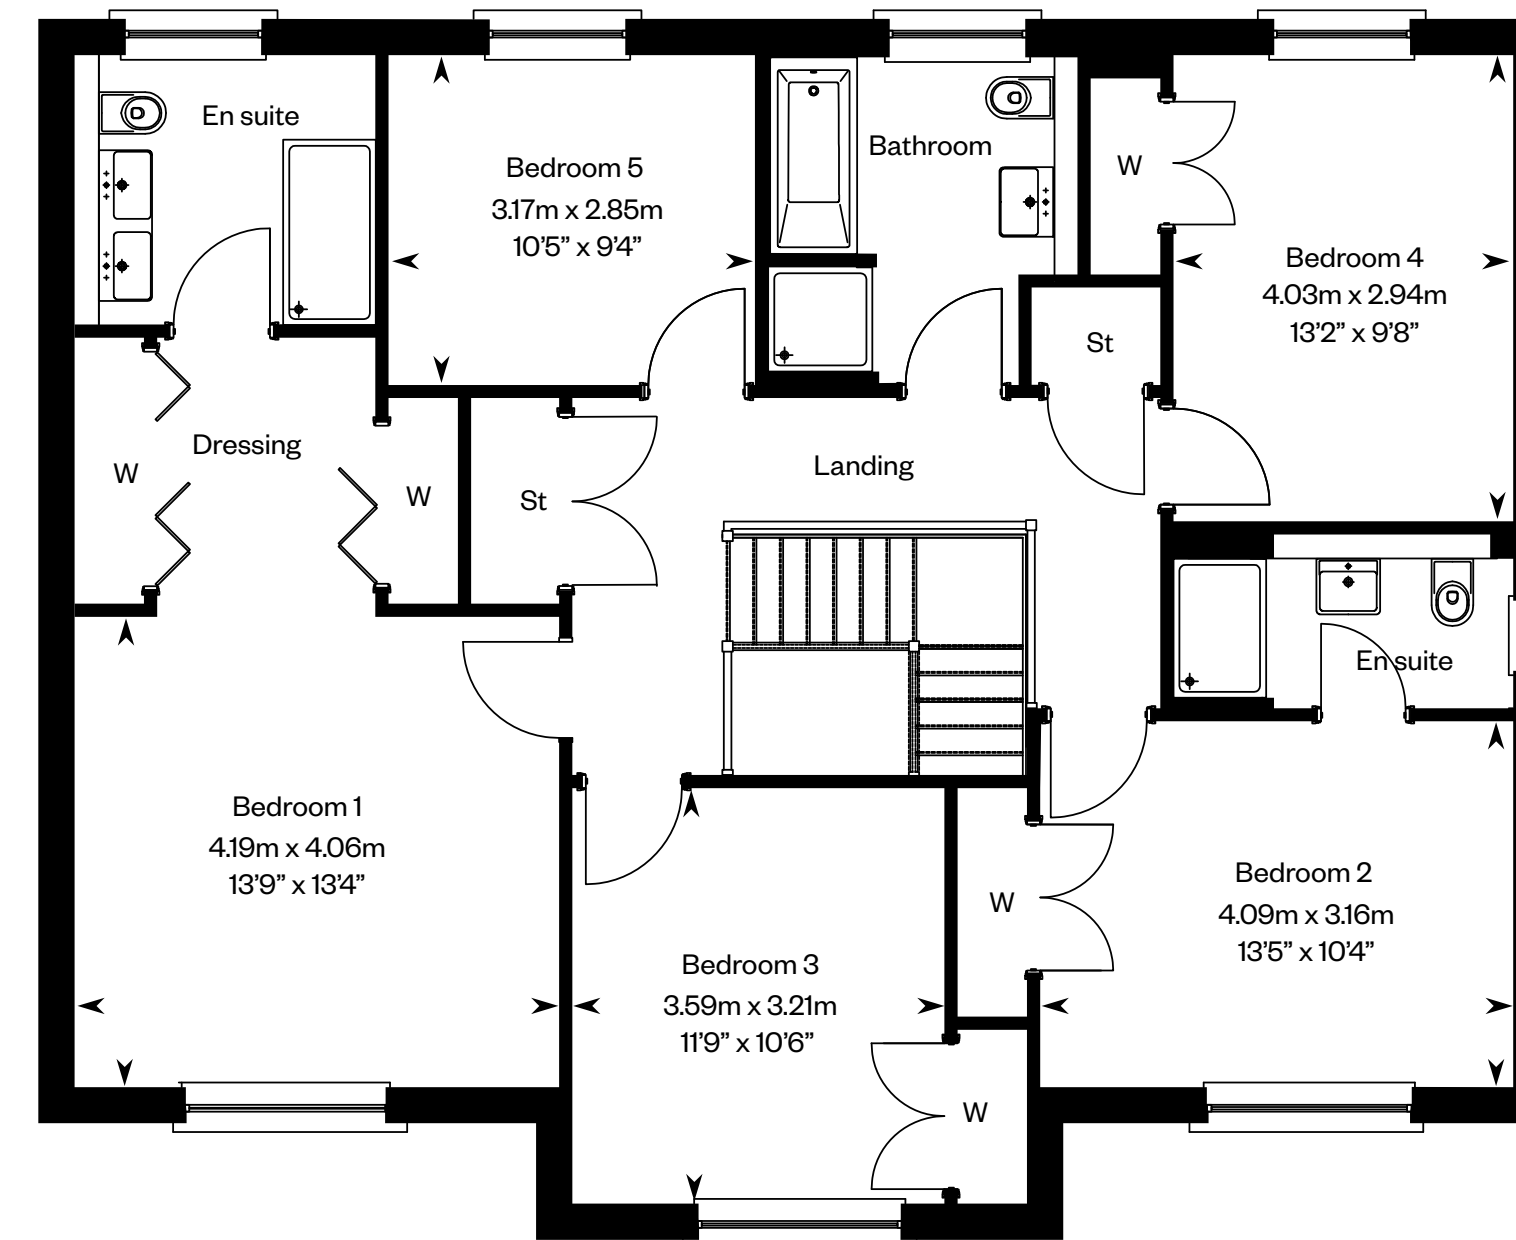 En suite
Bedroom 5
3.17m x 2.85m
10’5” x 9’4”
Bathroom
W
Bedroom 4
4.03m x 2.94m
13’2” x 9’8”
St
Dressing
W
W
St
Landing
En suite
Bedroom 1
4.19m x 4.06m
13’9” x 13’4”
Bedroom 2
4.09m x 3.16m
13’5” x 10’4”
W
Bedroom 3
3.59m x 3.21m
11’9” x 10’6”
W